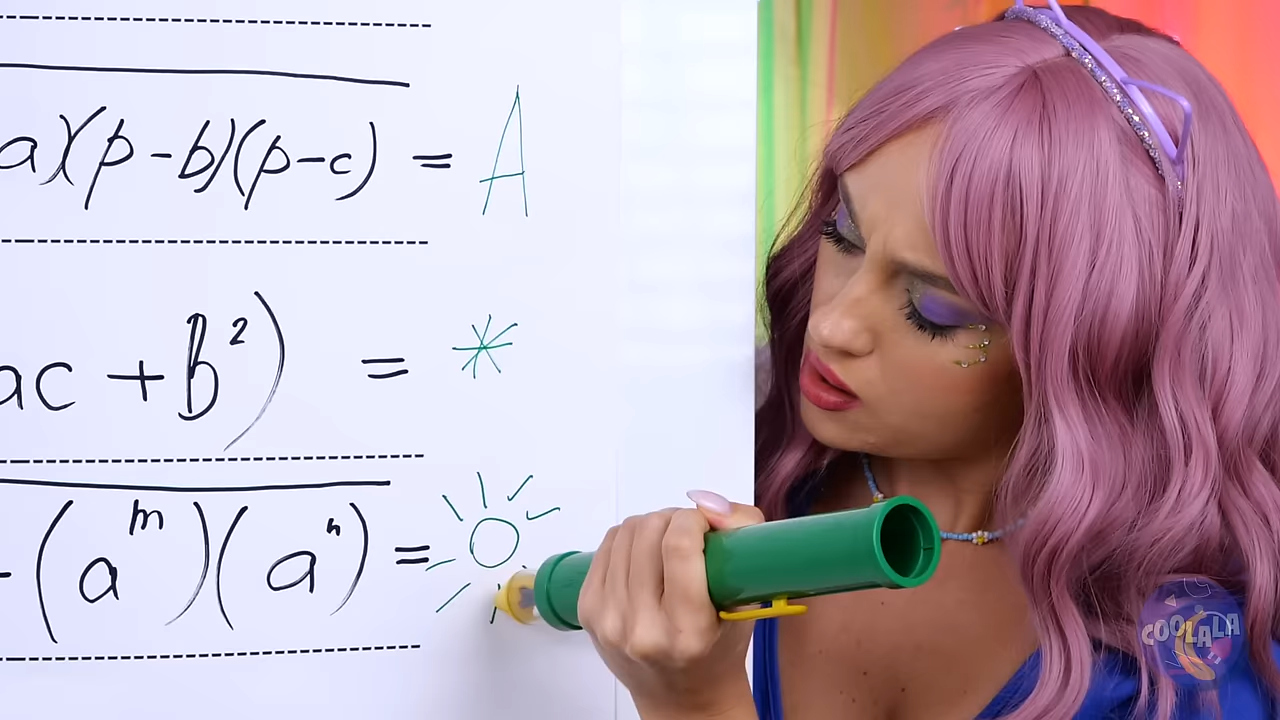 a)(p-b)(p-c) = A
ac + B²) = *
-(aᵐ)(aⁿ) =
COOLALA